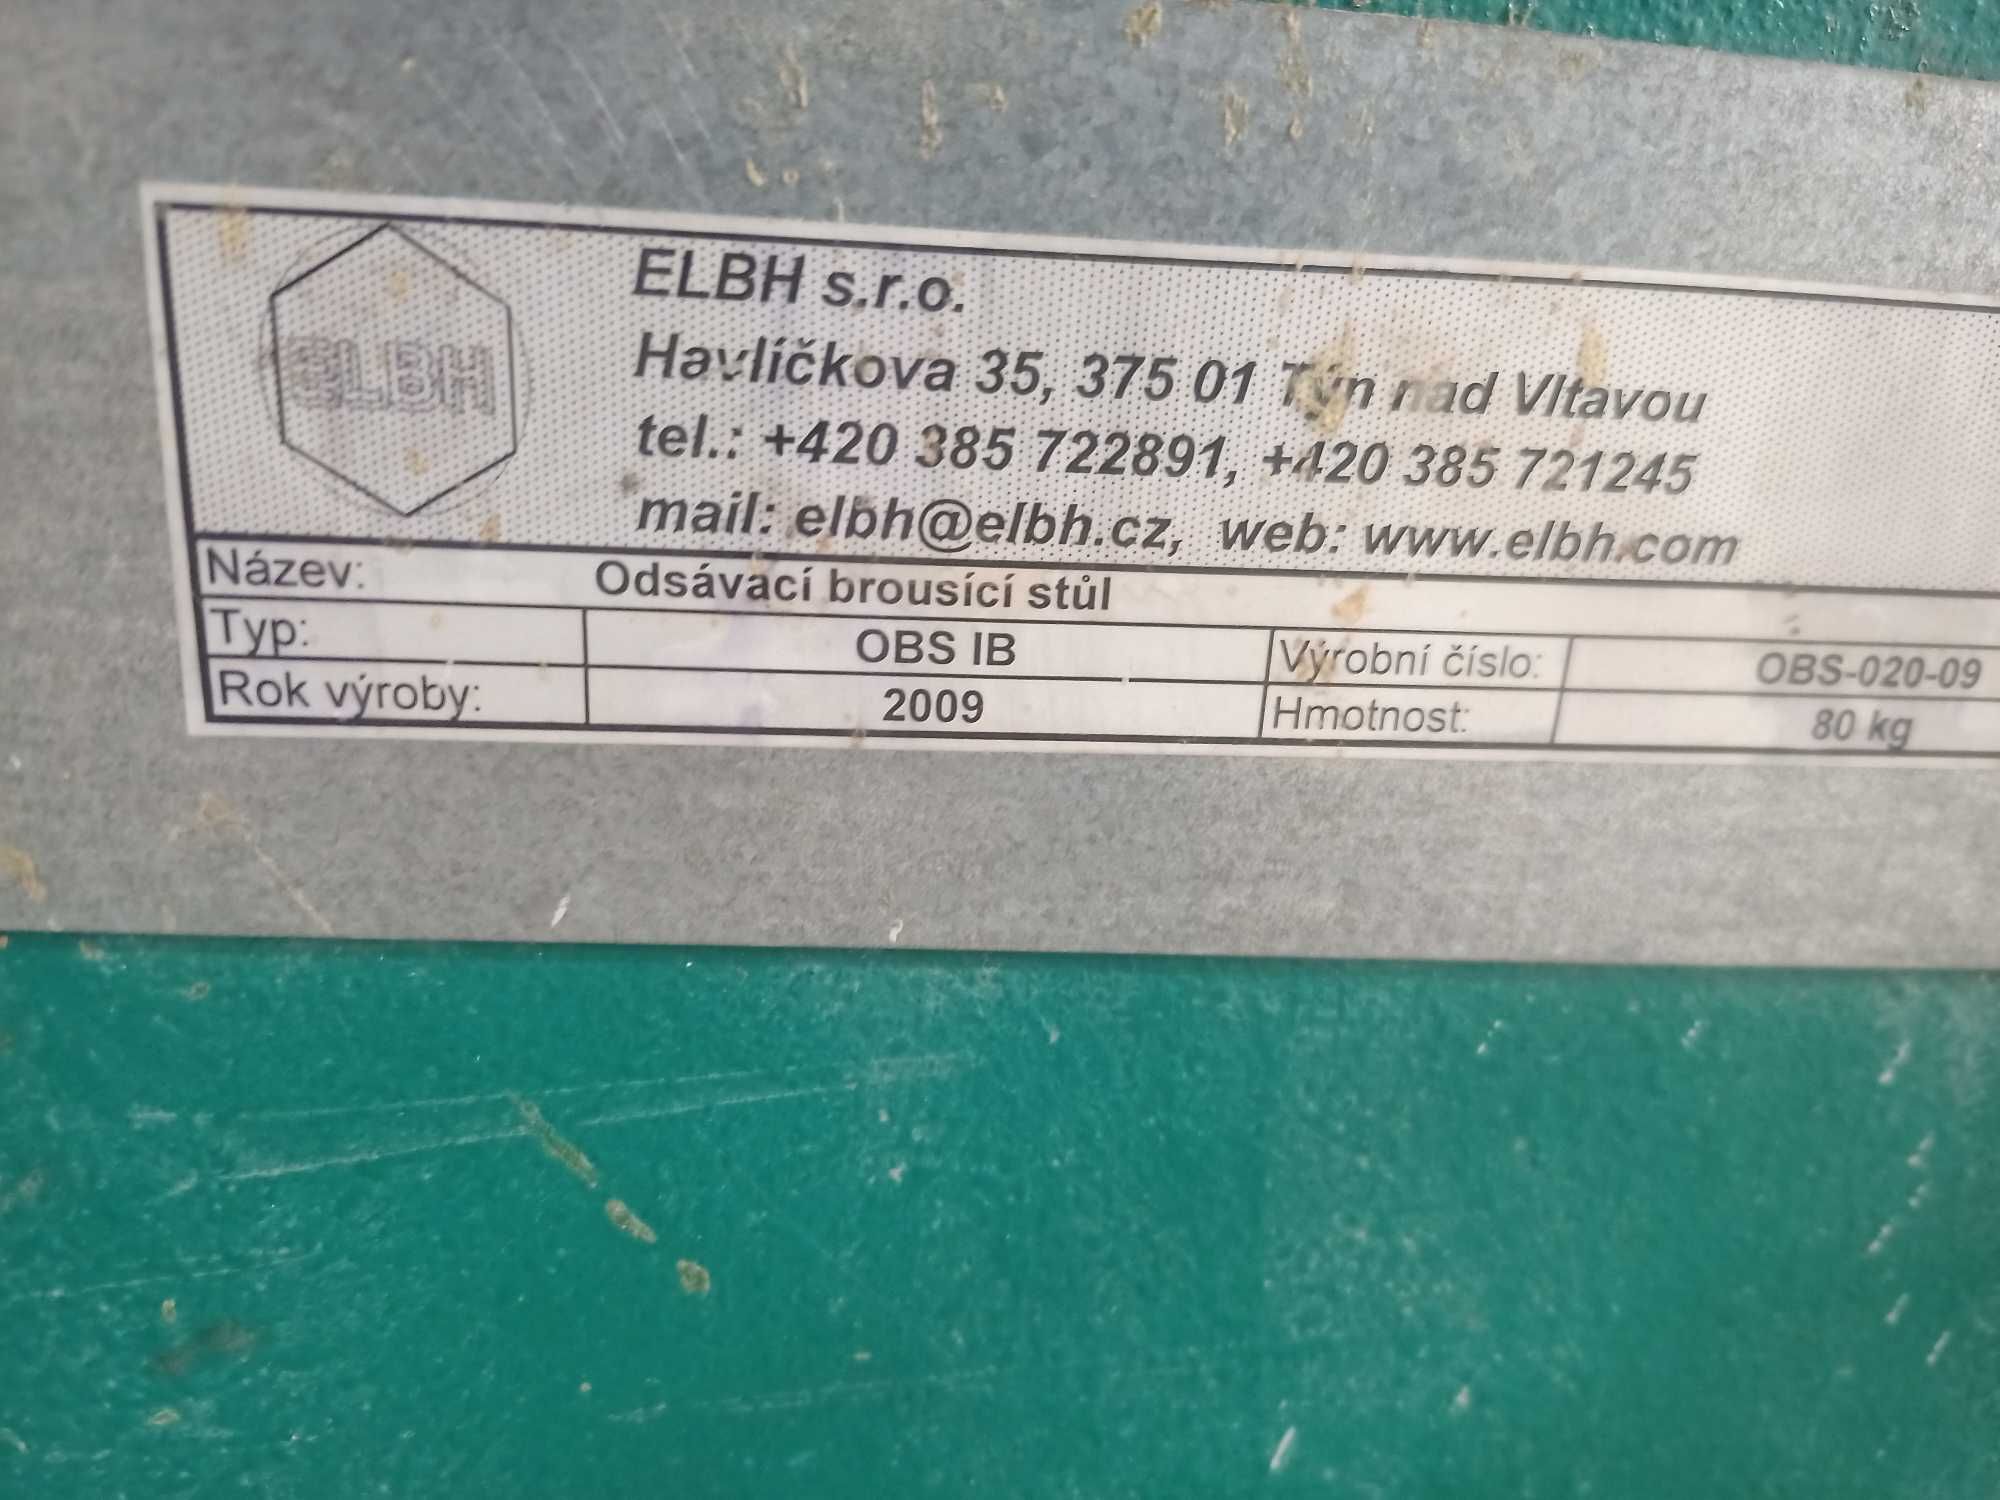 ELBH
ELBH s.r.o.
Havlíčkova 35, 375 01 Týn nad Vltavou
tel.: +420 385 722891, +420 385 721245
mail: elbh@elbh.cz, web: www.elbh.com
Název: Odsávací brousící stůl
Typ: OBS IB Výrobní číslo: OBS-020-09
Rok výroby: 2009 Hmotnost: 80 kg